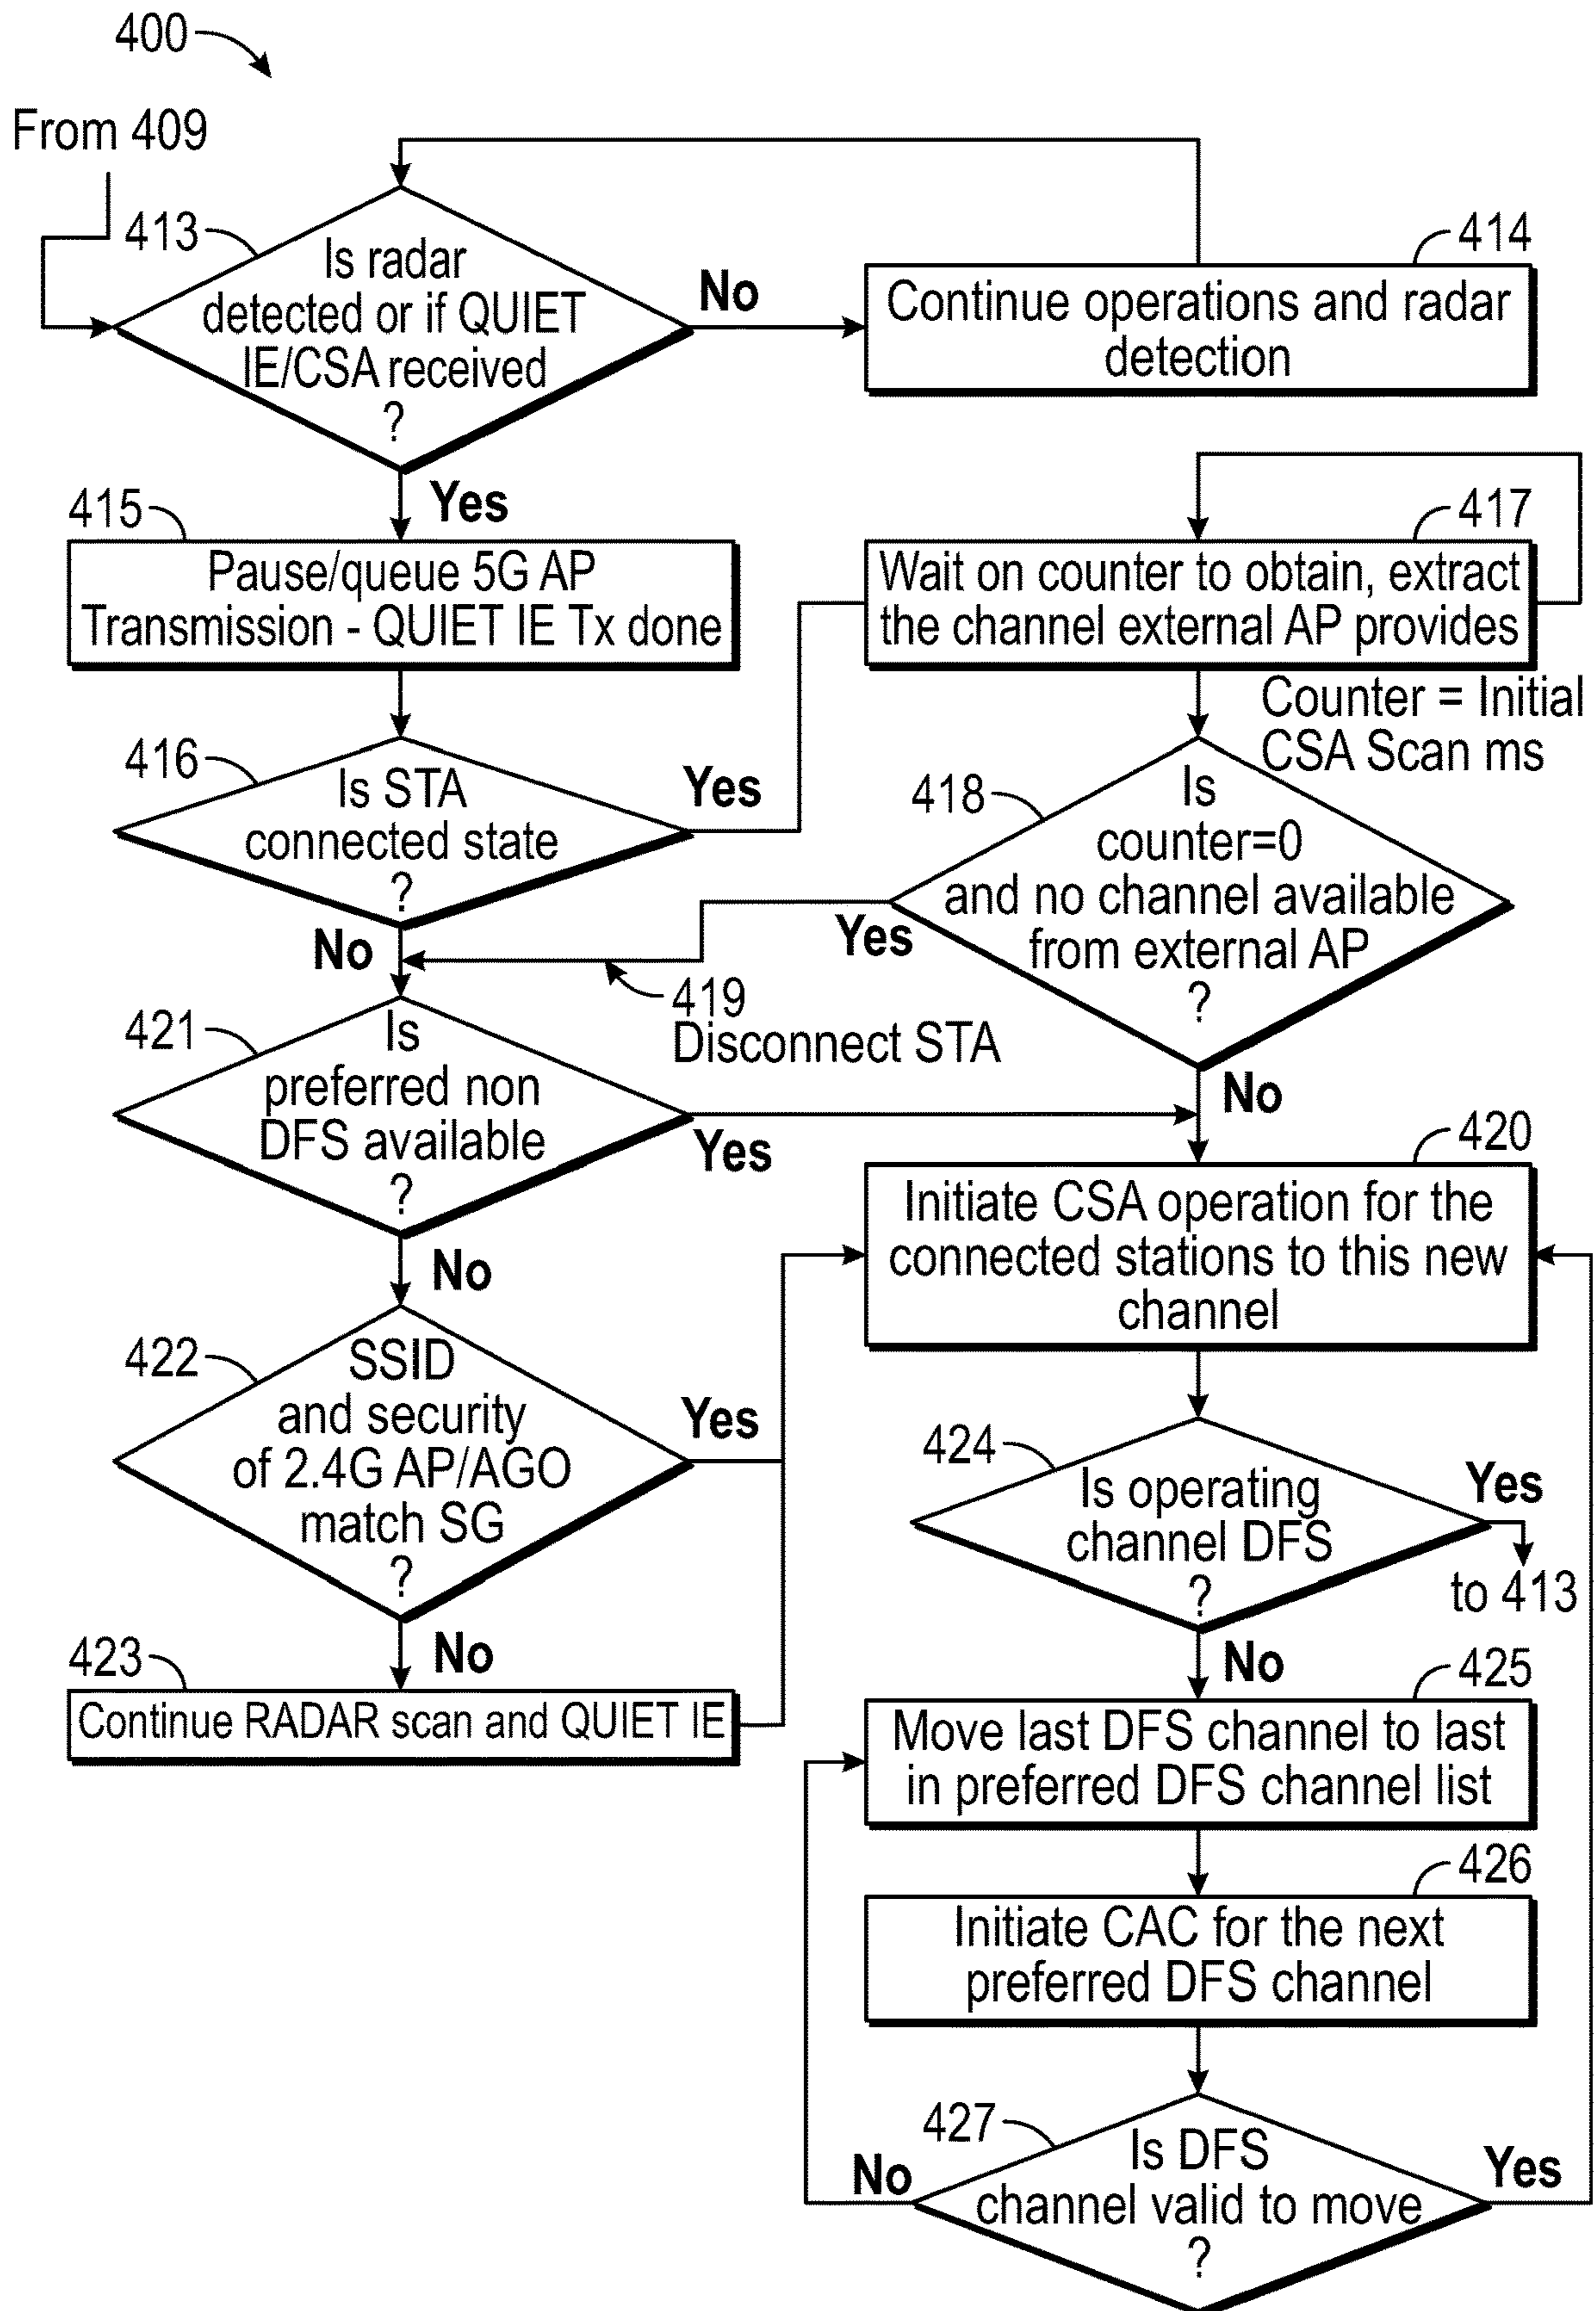 400
From 409
413
Is radar
detected or if QUIET
IE/CSA received
?
No
414
Continue operations and radar
detection
Yes
415
Pause/queue 5G AP
Transmission - QUIET IE Tx done
417
Wait on counter to obtain, extract
the channel external AP provides
Counter = Initial
CSA Scan ms
416
Is STA
connected state
?
Yes
No
418
Is
counter=0
and no channel available
from external AP
?
Yes
No
419
Disconnect STA
421
Is
preferred non
DFS available
?
Yes
No
420
Initiate CSA operation for the
connected stations to this new
channel
422
SSID
and security
of 2.4G AP/AGO
match SG
?
Yes
No
423
Continue RADAR scan and QUIET IE
424
Is operating
channel DFS
?
Yes
to 413
No
425
Move last DFS channel to last
in preferred DFS channel list
426
Initiate CAC for the next
preferred DFS channel
427
Is DFS
channel valid to move
?
No
Yes